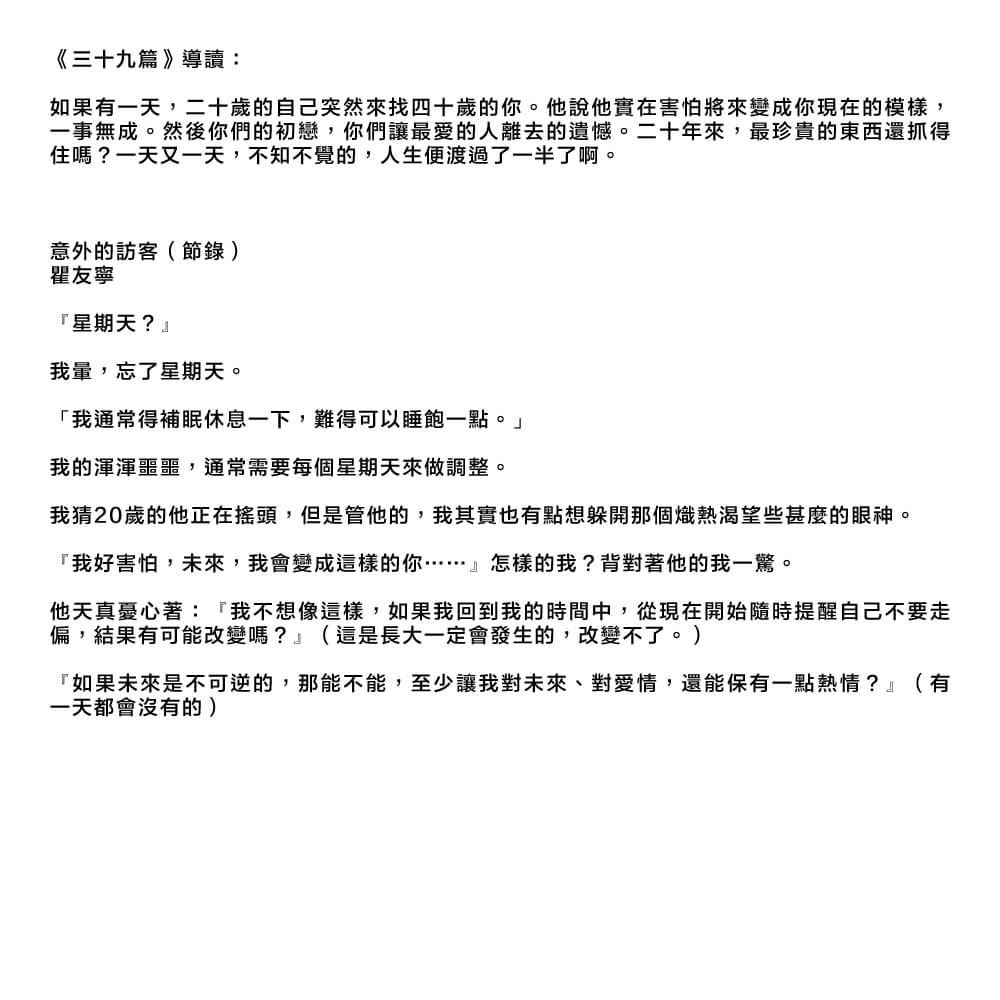 《三十九篇》導讀：
如果有一天，二十歲的自己突然來找四十歲的你。他說他實在害怕將來變成你現在的模樣，
一事無成。然後你們的初戀，你們讓最愛的人離去的遺憾。二十年來，最珍貴的東西還抓得
住嗎？一天又一天，不知不覺的，人生便渡過了一半了啊。
意外的訪客（節錄）
瞿友寧
『星期天？』
我暈，忘了星期天。
「我通常得補眠休息一下，難得可以睡飽一點。」
我的渾渾噩噩，通常需要每個星期天來做調整。
我猜20歲的他正在搖頭，但是管他的，我其實也有點想躲開那個熾熱渴望些甚麼的眼神。
『我好害怕，未來，我會變成這樣的你……』怎樣的我？背對著他的我一驚。
他天真憂心著：『我不想像這樣，如果我回到我的時間中，從現在開始隨時提醒自己不要走
偏，結果有可能改變嗎？』（這是長大一定會發生的，改變不了。）
『如果未來是不可逆的，那能不能，至少讓我對未來、對愛情，還能保有一點熱情？』（有
一天都會沒有的）